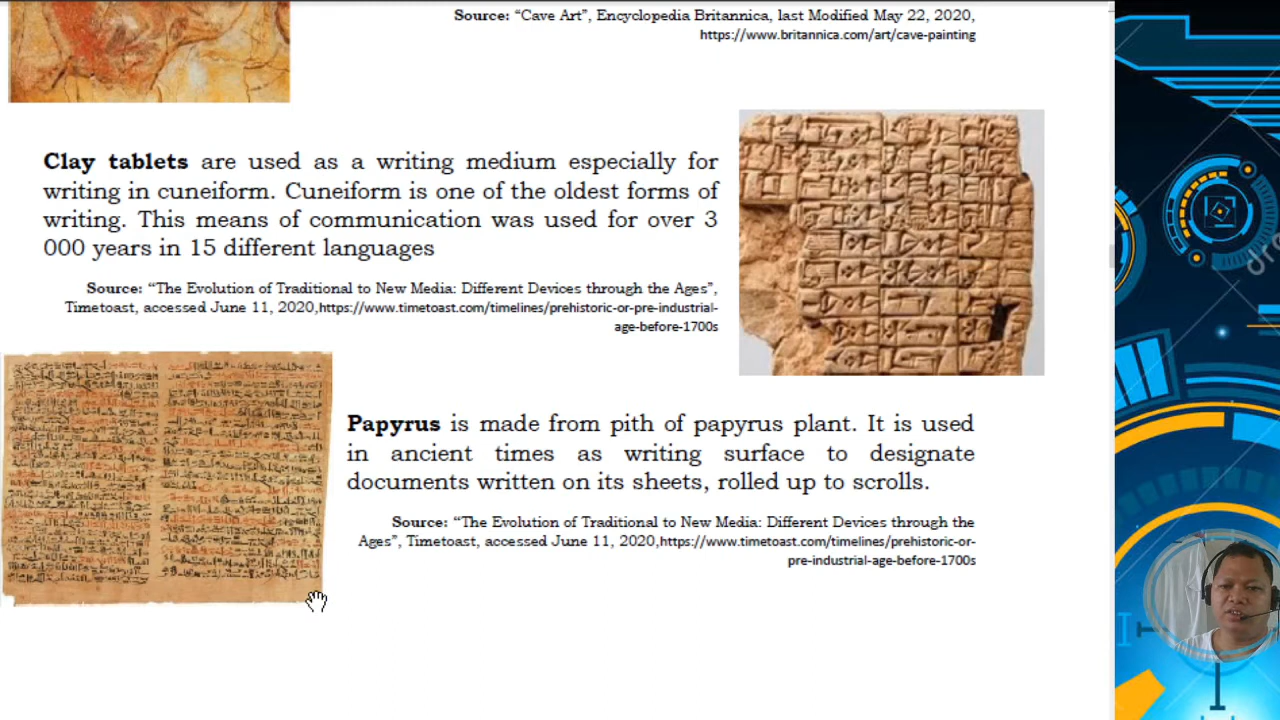 Source: “Cave Art”, Encyclopedia Britannica, last Modified May 22, 2020,
https://www.britannica.com/art/cave-painting
Clay tablets are used as a writing medium especially for
writing in cuneiform. Cuneiform is one of the oldest forms of
writing. This means of communication was used for over 3
000 years in 15 different languages
Source: “The Evolution of Traditional to New Media: Different Devices through the Ages”,
Timetoast, accessed June 11, 2020,https://www.timetoast.com/timelines/prehistoric-or-pre-industrial-
age-before-1700s
Papyrus is made from pith of papyrus plant. It is used
in ancient times as writing surface to designate
documents written on its sheets, rolled up to scrolls.
Source: “The Evolution of Traditional to New Media: Different Devices through the
Ages”, Timetoast, accessed June 11, 2020,https://www.timetoast.com/timelines/prehistoric-or-
pre-industrial-age-before-1700s